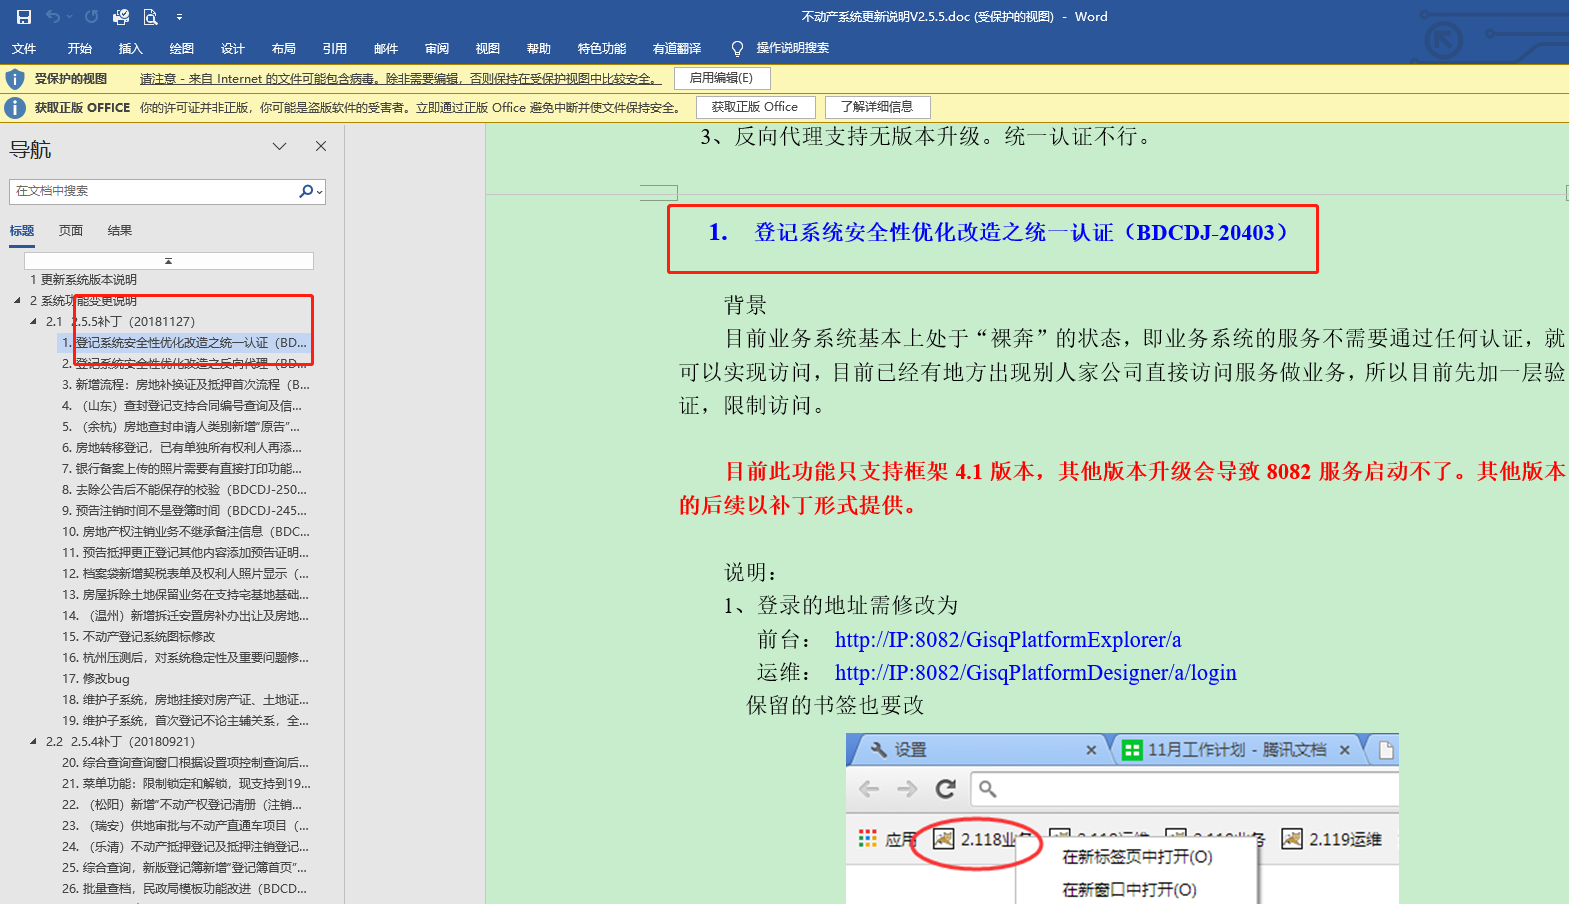 不动产系统更新说明V2.5.5.doc (受保护的视图) - Word
文件 开始 插入 绘图 设计 布局 引用 邮件 审阅 视图 帮助 特色功能 有道翻译 操作说明搜索
受保护的视图 请注意 - 来自 Internet 的文件可能包含病毒。除非需要编辑，否则保持在受保护视图中比较安全。 启用编辑(E)
获取正版 OFFICE 你的许可证并非正版，你可能是盗版软件的受害者。立即通过正版 Office 避免中断并使文件保持安全。 获取正版 Office 了解详细信息
导航
在文档中搜索
标题 页面 结果
1 更新系统版本说明
2 系统功能变更说明
2.1 2.5.5补丁（20181127）
1. 登记系统安全性优化改造之统一认证（BD...
2. 登记系统安全性优化改造之反向代理（BD...
3. 新增流程：房地补换证及抵押首次流程（B...
4. （山东）查封登记支持合同编号查询及信...
5. （余杭）房地查封申请人类别新增“原告”...
6. 房地转移登记，已有单独所有权利人再添...
7. 银行备案上传的照片需要有直接打印功能...
8. 去除公告后不能保存的校验（BDCDJ-250...
9. 预告注销时间不是登簿时间（BDCDJ-245...
10. 房地产权注销业务不继承备注信息（BDC...
11. 预告抵押更正登记其他内容添加预告证明...
12. 档案袋新增契税表单及权利人照片显示（...
13. 房屋拆除土地保留业务在支持宅基地基础...
14. （温州）新增拆迁安置房补办出让及房地...
15. 不动产登记系统图标修改
16. 杭州压测后，对系统稳定性及重要问题修...
17. 修改bug
18. 维护子系统，房地挂接对房产证、土地证...
19. 维护子系统，首次登记不论主辅关系，全...
2.2 2.5.4补丁（20180921）
20. 综合查询查询窗口根据设置项控制查询后...
21. 菜单功能：限制锁定和解锁，现支持到19...
22. （松阳）新增“不动产权登记清册（注销...
23. （瑞安）供地审批与不动产直通车项目（...
24. （乐清）不动产抵押登记及抵押注销登记...
25. 综合查询，新版登记簿新增“登记簿首页”...
26. 批量查档，民政局模板功能改进（BDCD...
3、反向代理支持无版本升级。统一认证不行。
1. 登记系统安全性优化改造之统一认证（BDCDJ-20403）
背景
目前业务系统基本上处于“裸奔”的状态，即业务系统的服务不需要通过任何认证，就
可以实现访问，目前已经有地方出现别人家公司直接访问服务做业务，所以目前先加一层验
证，限制访问。
目前此功能只支持框架 4.1 版本，其他版本升级会导致 8082 服务启动不了。其他版本
的后续以补丁形式提供。
说明：
1、登录的地址需修改为
前台： http://IP:8082/GisqPlatformExplorer/a
运维： http://IP:8082/GisqPlatformDesigner/a/login
保留的书签也要改
设置 11月工作计划 - 腾讯文档
应用 2.118业务 2.119运维
在新标签页中打开(O)
在新窗口中打开(O)